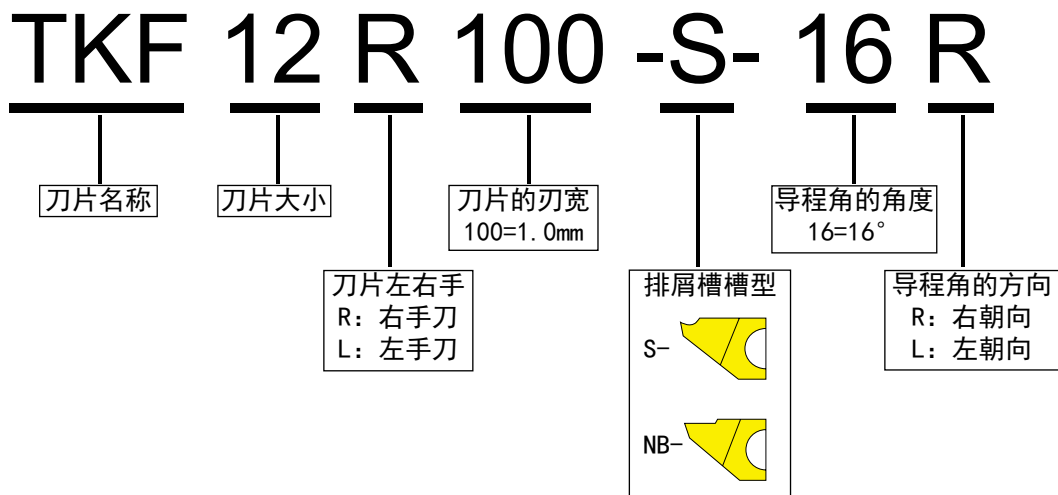 TKF 12 R 100 -S- 16 R
刀片名称
刀片大小
刀片的刃宽
100=1.0mm
导程角的角度
16=16°
刀片左右手
R: 右手刀
L: 左手刀
排屑槽槽型
S-
NB-
导程角的方向
R: 右朝向
L: 左朝向